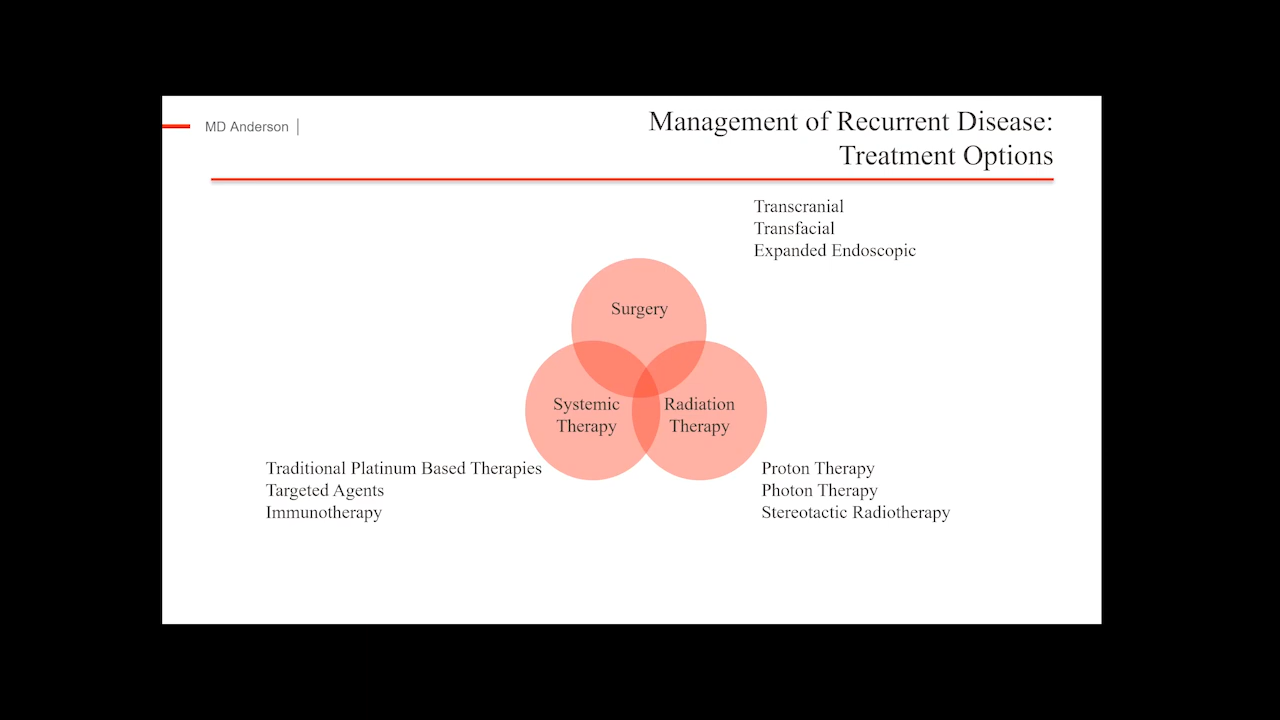 MD Anderson
Management of Recurrent Disease:
Treatment Options
Transcranial
Transfacial
Expanded Endoscopic
Surgery
Systemic
Therapy
Radiation
Therapy
Traditional Platinum Based Therapies
Targeted Agents
Immunotherapy
Proton Therapy
Photon Therapy
Stereotactic Radiotherapy